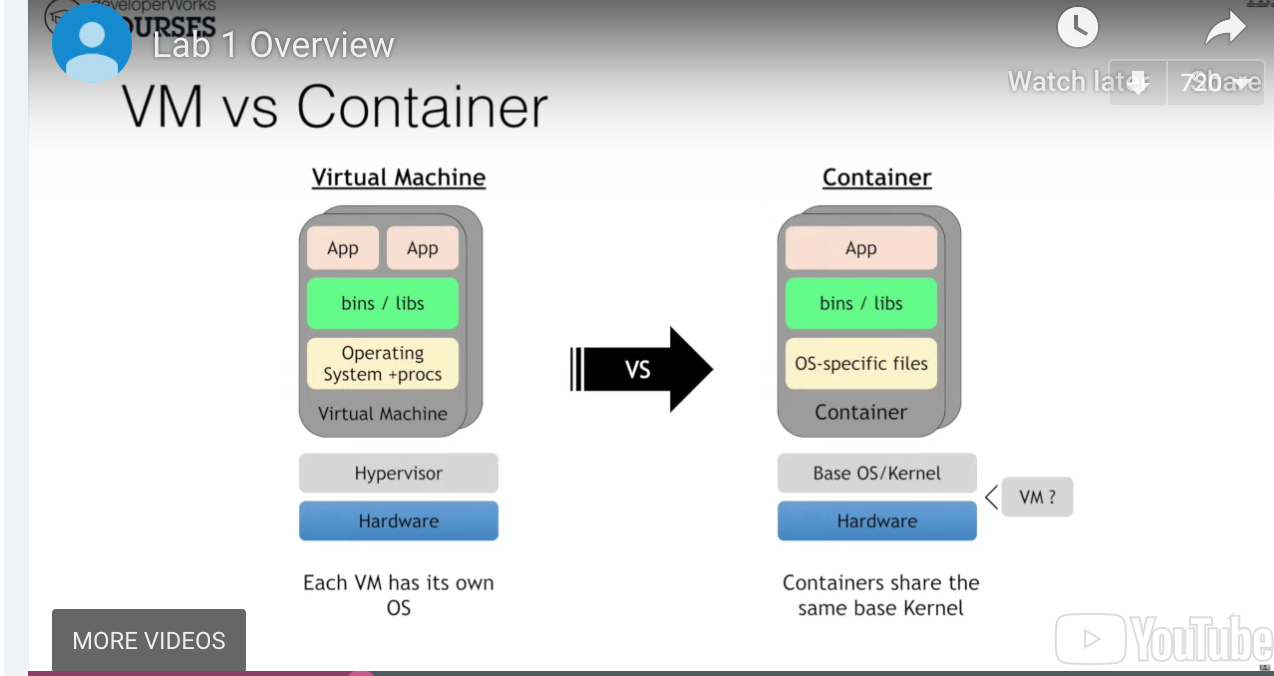 developerWorks
COURSES
Lab 1 Overview
Watch later
Share
720
VM vs Container
Virtual Machine
App
App
bins / libs
Operating
System +procs
Virtual Machine
Hypervisor
Hardware
Each VM has its own
OS
VS
Container
App
bins / libs
OS-specific files
Container
Base OS/Kernel
Hardware
VM ?
Containers share the
same base Kernel
MORE VIDEOS
YouTube